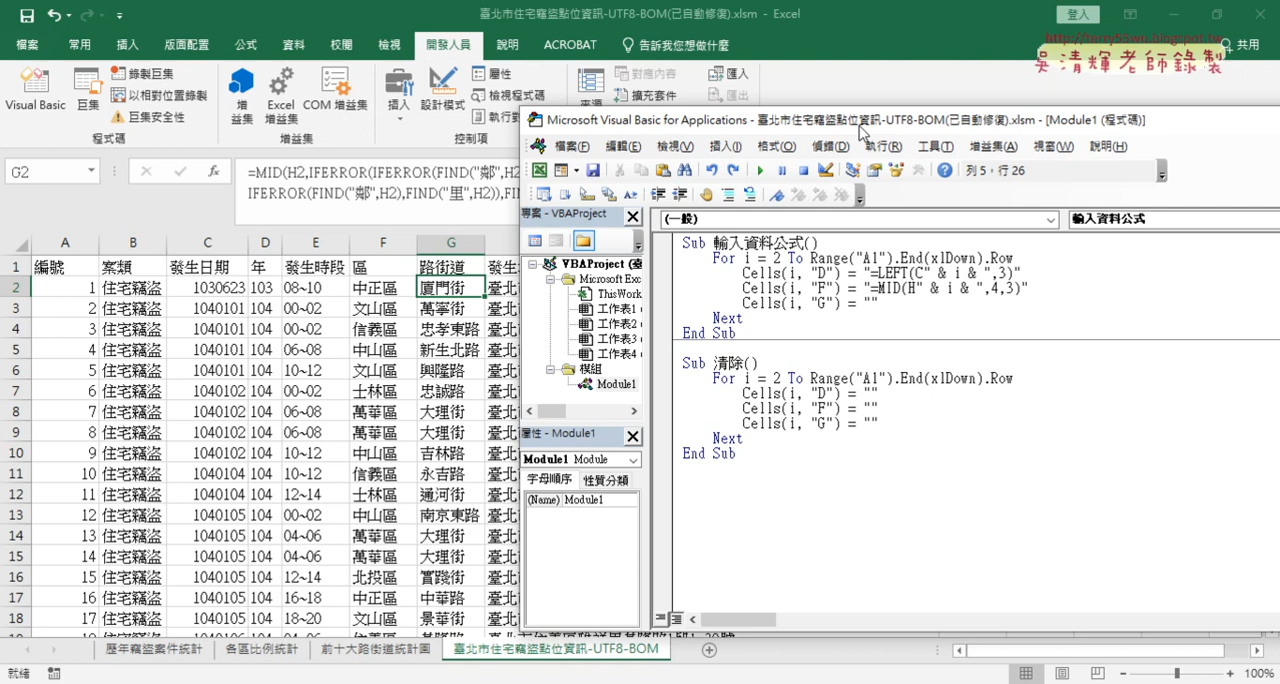 臺北市住宅竊盜點位資訊-UTF8-BOM(已自動修復).xlsm - Excel
登入
http://terry55wu.blogspot.tw
吳清輝老師錄製
檔案 常用 插入 版面配置 公式 資料 校閱 檢視 開發人員 說明 ACROBAT 告訴我您想做什麼 共用
Visual Basic 巨集 錄製巨集 以相對位置錄製 巨集安全性 程式碼
增益集 Excel 增益集 COM 增益集 增益集
插入 設計模式 屬性 檢視程式碼 控制項
對應內容 擴充套件 匯入 匯出
G2
=MID(H2,IFERROR(IFERROR(FIND("鄰",H2
IFERROR(FIND("鄰",H2),FIND("里",H2)),FI
A B C D E F G
1 編號 案類 發生日期 年 發生時段 區 路街道
2 1 住宅竊盜 1030623 103 08~10 中正區 廈門街
3 2 住宅竊盜 1040101 104 00~02 文山區 萬寧街
4 3 住宅竊盜 1040101 104 00~02 信義區 忠孝東路
5 4 住宅竊盜 1040101 104 06~08 中山區 新生北路
6 5 住宅竊盜 1040101 104 10~12 文山區 興隆路
7 6 住宅竊盜 1040102 104 00~02 士林區 忠誠路
8 7 住宅竊盜 1040102 104 06~08 萬華區 大理街
9 8 住宅竊盜 1040102 104 06~08 萬華區 大理街
10 9 住宅竊盜 1040102 104 10~12 中山區 吉林路
11 10 住宅竊盜 1040104 104 10~12 信義區 永吉路
12 11 住宅竊盜 1040104 104 12~14 士林區 通河街
13 12 住宅竊盜 1040105 104 00~02 中山區 南京東路
14 13 住宅竊盜 1040105 104 04~06 萬華區 大理街
15 14 住宅竊盜 1040105 104 04~06 萬華區 大理街
16 15 住宅竊盜 1040105 104 12~14 北投區 實踐街
17 16 住宅竊盜 1040105 104 16~18 中正區 中華路
18 17 住宅竊盜 1040105 104 18~20 文山區 景華街
歷年竊盜案件統計 各區比例統計 前十大路街道統計圖 臺北市住宅竊盜點位資訊-UTF8-BOM
就緒
100%
Microsoft Visual Basic for Applications - 臺北市住宅竊盜點位資訊-UTF8-BOM(已自動修復).xlsm - [Module1 (程式碼)]
檔案(F) 編輯(E) 檢視(V) 插入(I) 格式(O) 偵錯(D) 執行(R) 工具(T) 增益集(A) 視窗(W) 說明(H)
列 5，行 26
專案 - VBAProject
VBAProject
Microsoft Exc
ThisWork
工作表1
工作表2
工作表3
工作表4
模組
Module1
屬性 - Module1
Module1 Module
字母順序 性質分類
(Name) Module1
(一般) 輸入資料公式
Sub 輸入資料公式()
For i = 2 To Range("A1").End(xlDown).Row
Cells(i, "D") = "=LEFT(C" & i & ",3)"
Cells(i, "F") = "=MID(H" & i & ",4,3)"
Cells(i, "G") = ""
Next
End Sub
Sub 清除()
For i = 2 To Range("A1").End(xlDown).Row
Cells(i, "D") = ""
Cells(i, "F") = ""
Cells(i, "G") = ""
Next
End Sub